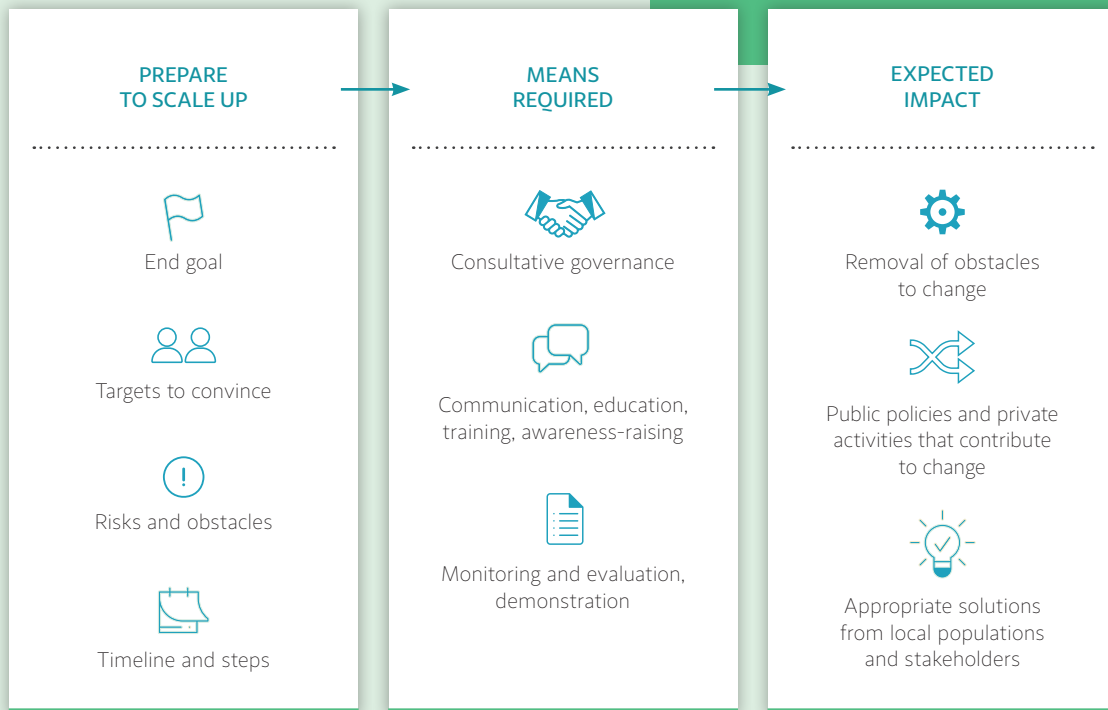 PREPARE
TO SCALE UP
End goal
Targets to convince
Risks and obstacles
Timeline and steps
MEANS
REQUIRED
Consultative governance
Communication, education,
training, awareness-raising
Monitoring and evaluation,
demonstration
EXPECTED
IMPACT
Removal of obstacles
to change
Public policies and private
activities that contribute
to change
Appropriate solutions
from local populations
and stakeholders